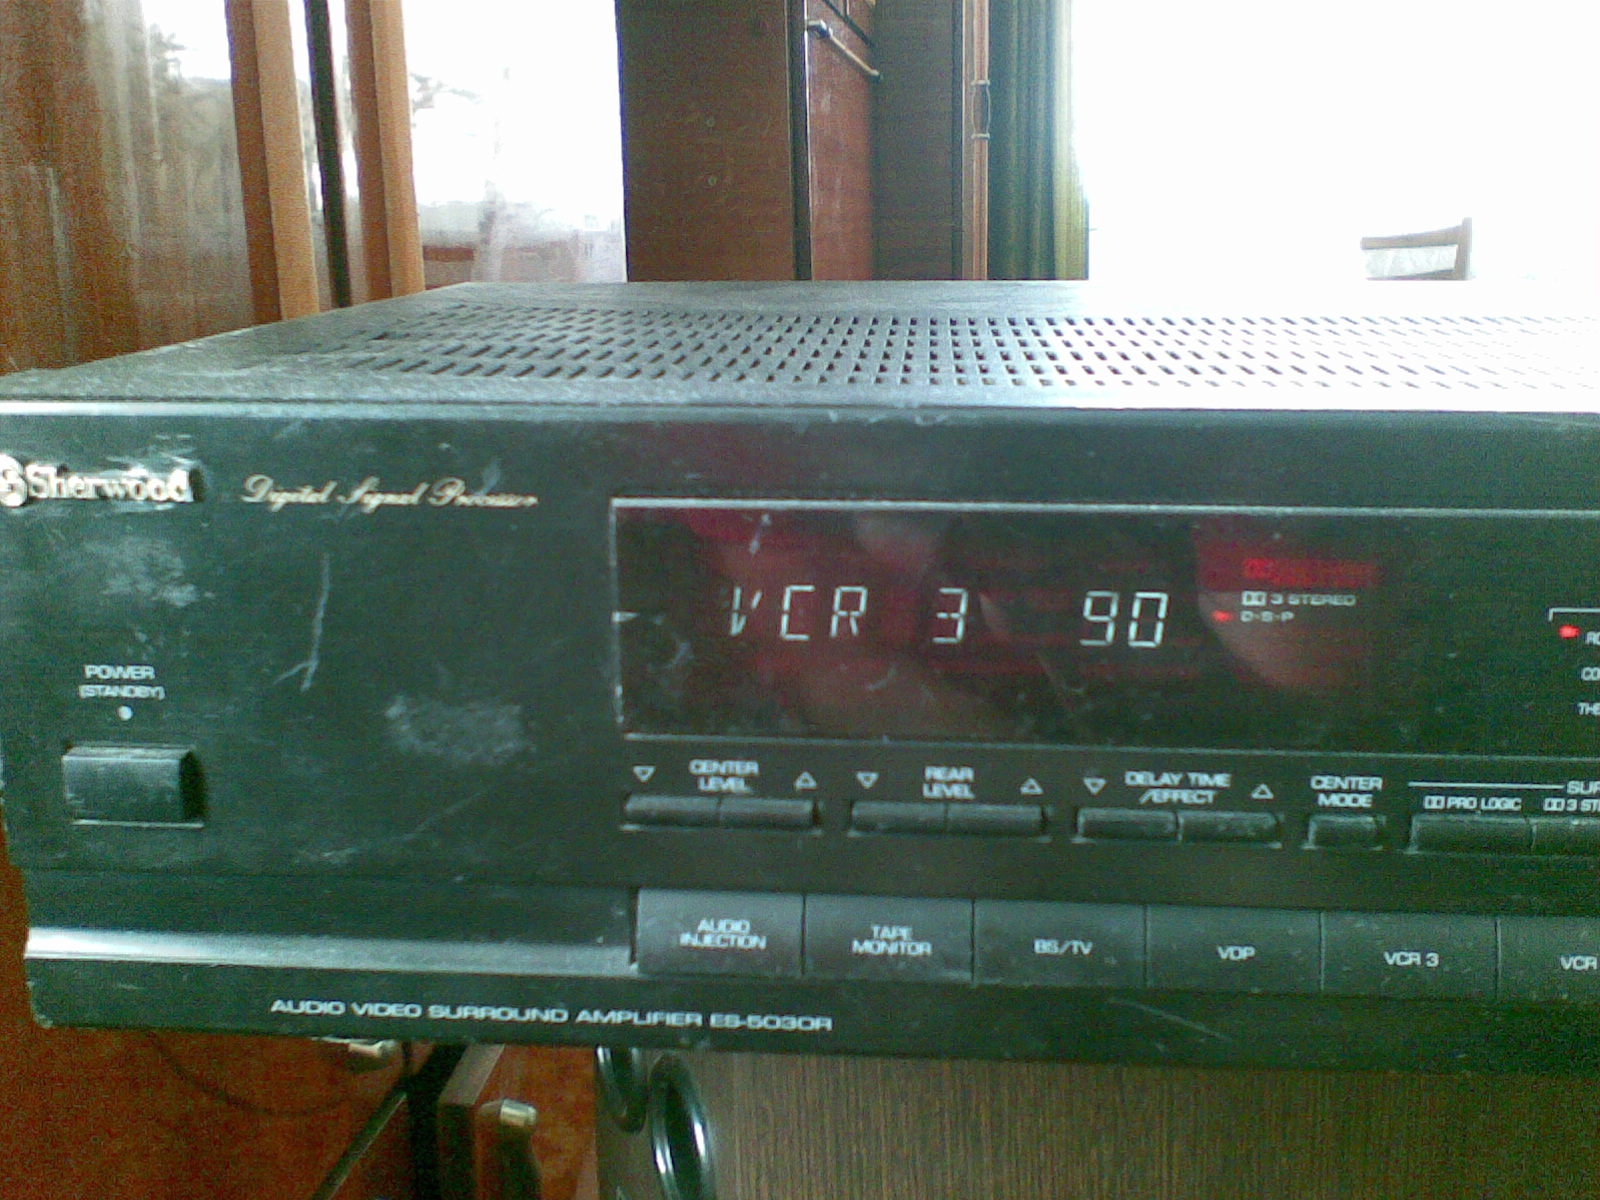 Sherwood
Digital Signal Processor
VCR 3 90
3 STEREO
D·S·P
POWER
(STANDBY)
CENTER
LEVEL
REAR
LEVEL
DELAY TIME
/EFFECT
CENTER
MODE
PRO LOGIC
AUDIO
INJECTION
TAPE
MONITOR
BS/TV
VDP
VCR 3
VCR
AUDIO VIDEO SURROUND AMPLIFIER ES-5030R